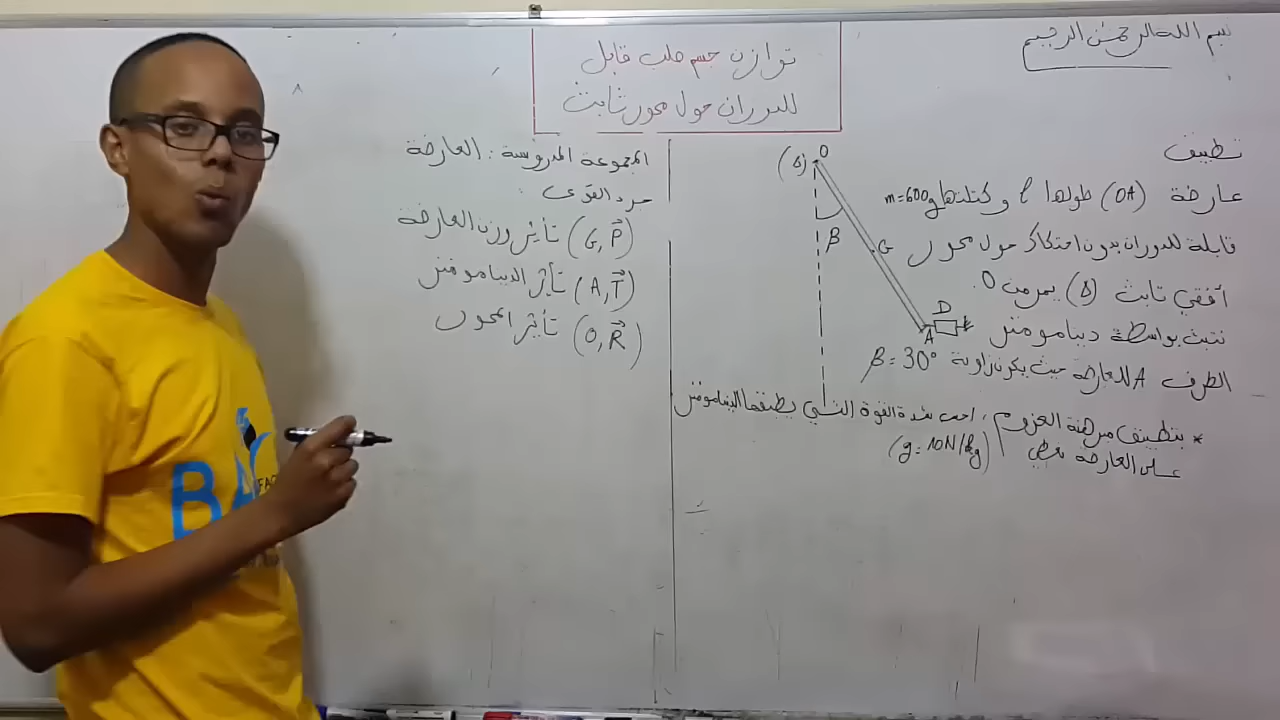 بسم الله الرحمن الرحيم
توازن جسم صلب قابل
للدوران حول محور ثابت
تطبيق
عارضة (OA) طولها l وكتلتها m=600g
قابلة للدوران بدون احتكاك حول محور
أفقي ثابت (Δ) يمر من O.
نثبت بواسطة دينامومتر
الطرف A للعارضة حيث يكون زاوية β = 30°
* بتطبيق مبرهنة العزوم، احسب شدة القوة التي يطبقها الدينامومتر
على العارضة نعطي (g = 10N/kg)
(Δ) O
β
G
D
A
المجموعة المدروسة : العارضة
جرد القوى :
(G, P) تأثير وزن العارضة
(A, T) تأثير الدينامومتر
(O, R) تأثير المحور
BA